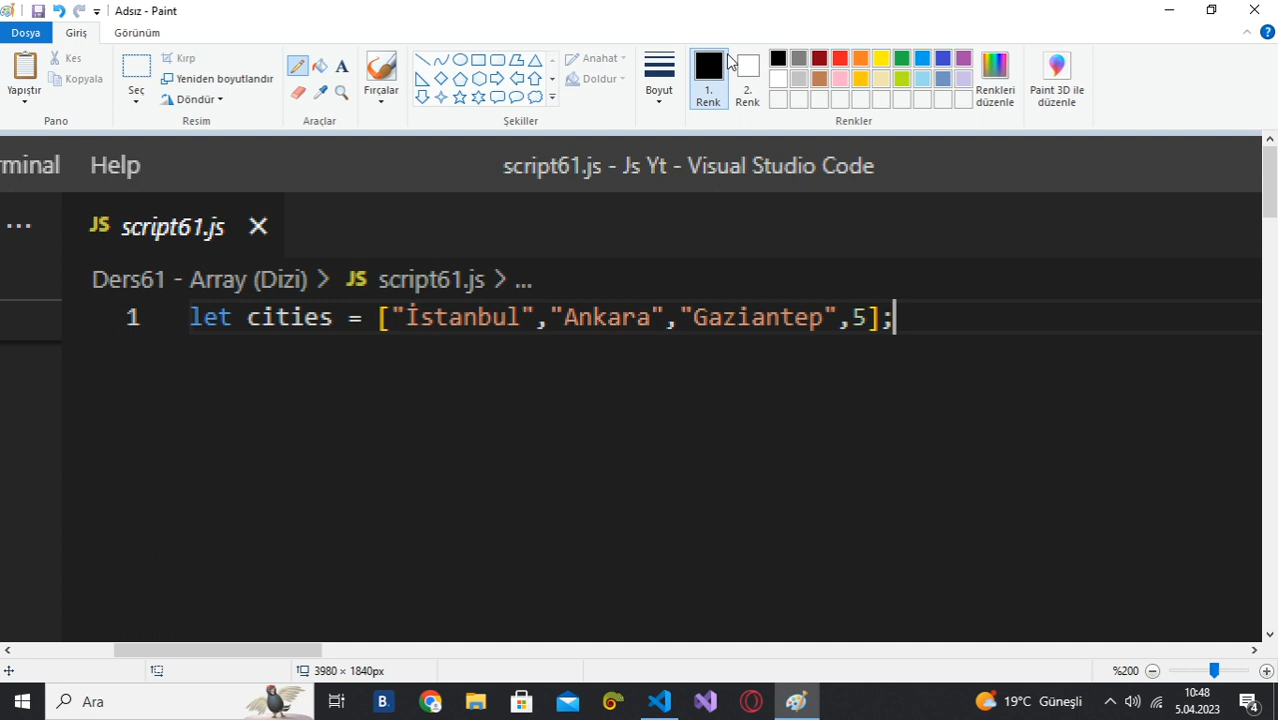 Adsız - Paint
Dosya Giriş Görünüm
Yapıştır
Kes
Kopyala
Pano
Seç
Kırp
Yeniden boyutlandır
Döndür
Resim
A
Araçlar
Fırçalar
Şekiller
Anahat
Doldur
Boyut
1. Renk
2. Renk
Renkleri düzenle
Renkler
Paint 3D ile düzenle
rminal Help script61.js - Js Yt - Visual Studio Code
... JS script61.js
Ders61 - Array (Dizi) > JS script61.js > ...
1 let cities = ["İstanbul","Ankara","Gaziantep",5];
3980 × 1840px %200
Ara
19°C Güneşli
10:48
5.04.2023
4